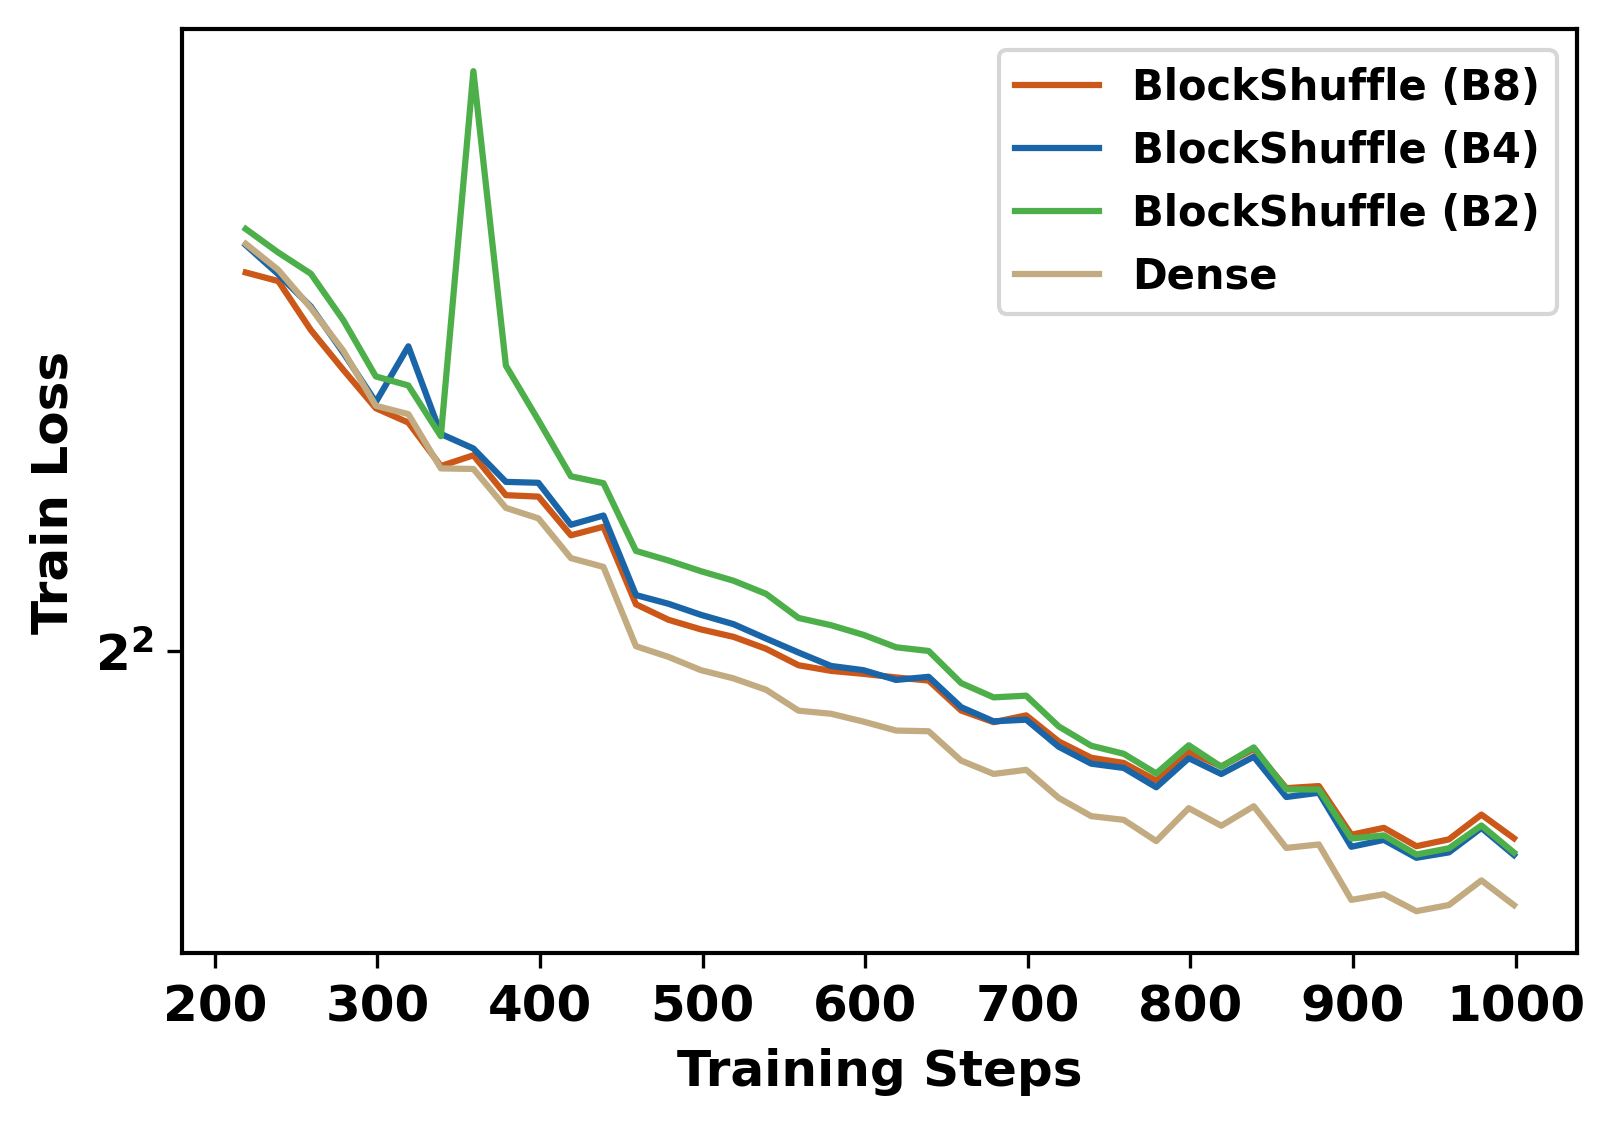 BlockShuffle (B8)
BlockShuffle (B4)
BlockShuffle (B2)
Dense
Train Loss
2²
200 300 400 500 600 700 800 900 1000
Training Steps